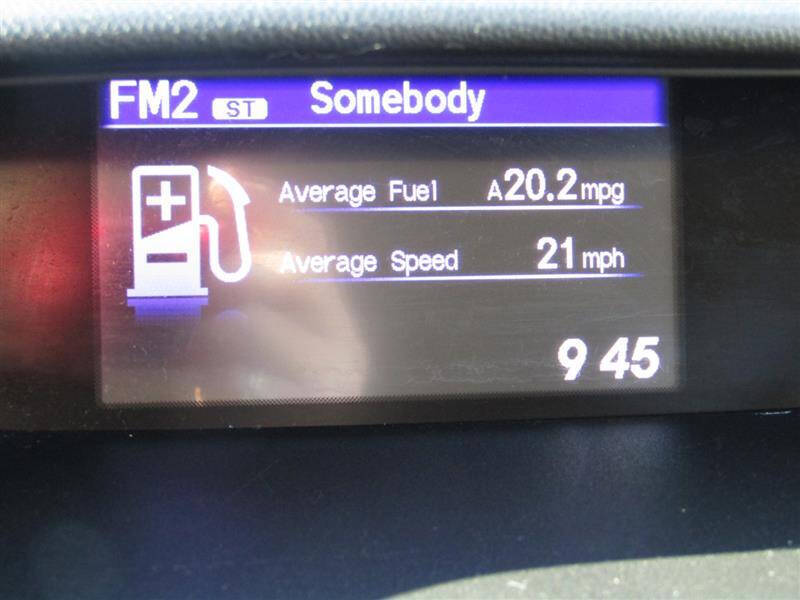 FM2 ST Somebody
Average Fuel A20.2mpg
Average Speed 21mph
9 45